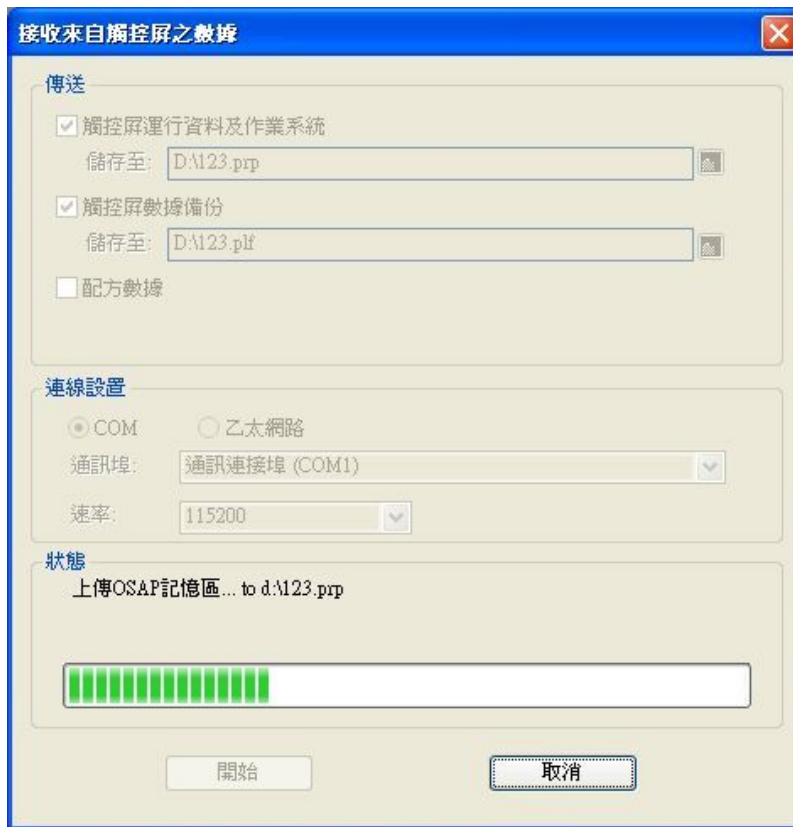 接收來自觸控屏之數據
傳送
觸控屏運行資料及作業系統
儲存至: D:\123.prp
觸控屏數據備份
儲存至: D:\123.plf
配方數據
連線設置
COM 乙太網路
通訊埠: 通訊連接埠 (COM1)
速率: 115200
狀態
上傳OSAP記憶區... to d:\123.prp
開始 取消